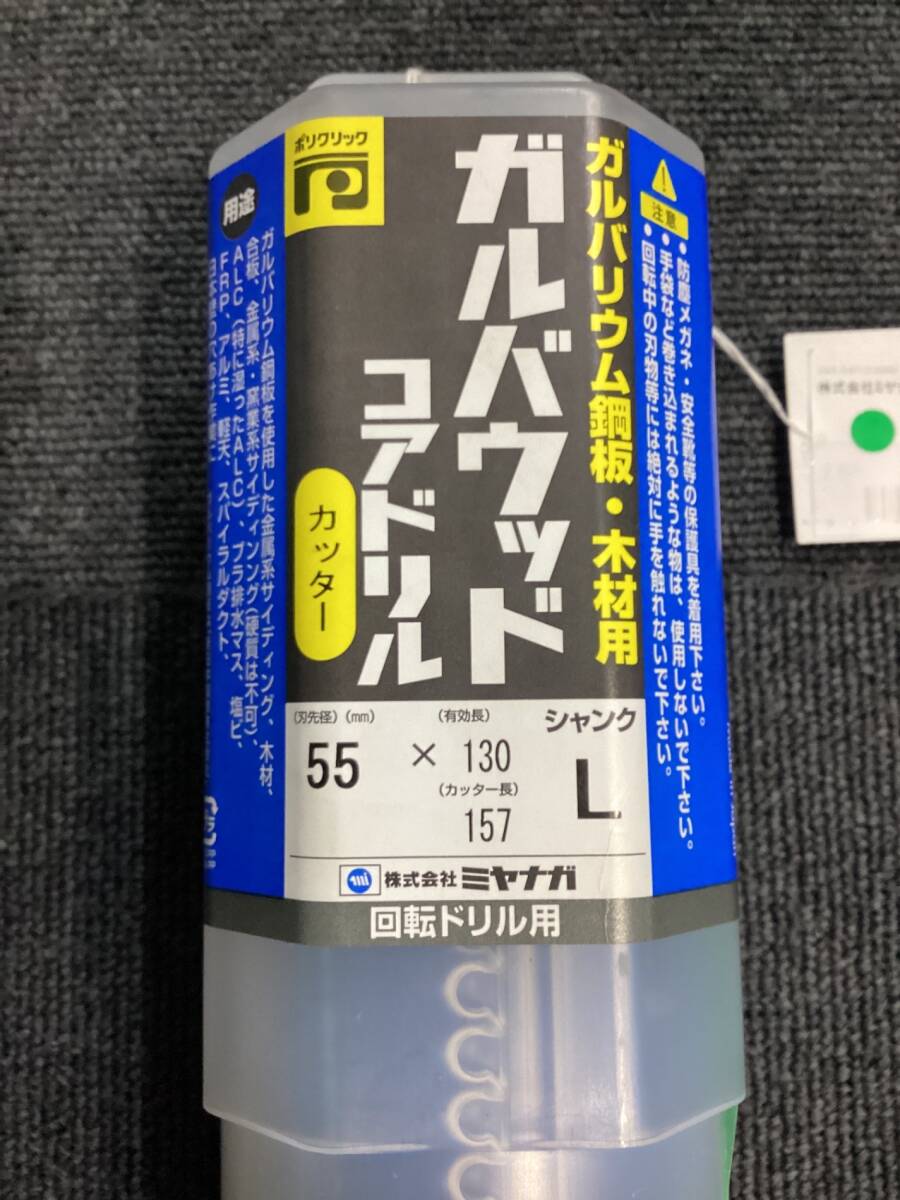 ポリクリック
ガルバリウム鋼板・木材用
ガルバウッド
コアドリル
カッター
(刃先径)(mm)
55
×
(有効長)
130
(カッター長)
157
シャンク
L
mi
株式会社 ミヤナガ
回転ドリル用
注意
・防塵メガネ・安全靴等の保護具を着用下さい。
・手袋など巻き込まれるような物は、使用しないで下さい。
・回転中の刃物等には絶対に手を触れないで下さい。
用途
ガルバリウム鋼板を使用した金属系サイディング、木材、
合板、金属系・窯業系サイディング(硬質は不可)、
ALC(特に湿ったALC)、プラ排水マス、塩ビ、
FRP、アルミ、軽天、スパイラルダクト、
株式会社ミヤ